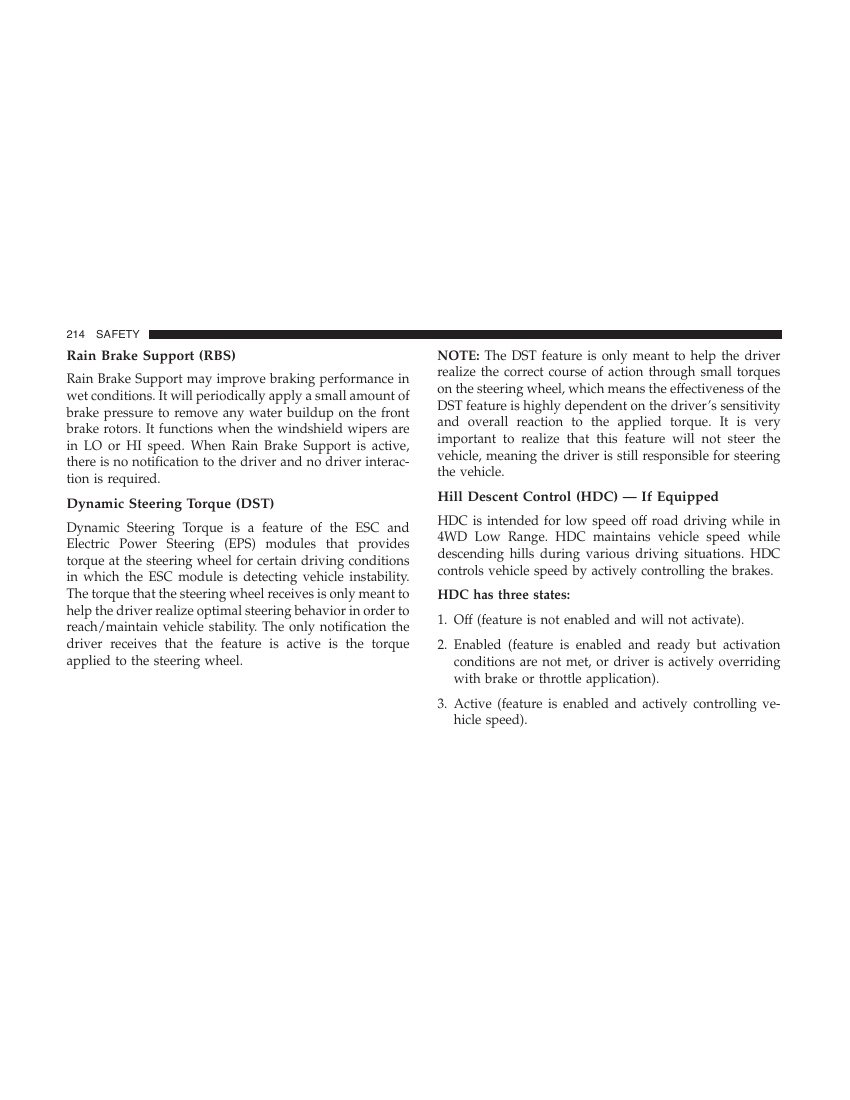 214 SAFETY
Rain Brake Support (RBS)
Rain Brake Support may improve braking performance in
wet conditions. It will periodically apply a small amount of
brake pressure to remove any water buildup on the front
brake rotors. It functions when the windshield wipers are
in LO or HI speed. When Rain Brake Support is active,
there is no notification to the driver and no driver interac-
tion is required.
Dynamic Steering Torque (DST)
Dynamic Steering Torque is a feature of the ESC and
Electric Power Steering (EPS) modules that provides
torque at the steering wheel for certain driving conditions
in which the ESC module is detecting vehicle instability.
The torque that the steering wheel receives is only meant to
help the driver realize optimal steering behavior in order to
reach/maintain vehicle stability. The only notification the
driver receives that the feature is active is the torque
applied to the steering wheel.
NOTE: The DST feature is only meant to help the driver
realize the correct course of action through small torques
on the steering wheel, which means the effectiveness of the
DST feature is highly dependent on the driver's sensitivity
and overall reaction to the applied torque. It is very
important to realize that this feature will not steer the
vehicle, meaning the driver is still responsible for steering
the vehicle.
Hill Descent Control (HDC) — If Equipped
HDC is intended for low speed off road driving while in
4WD Low Range. HDC maintains vehicle speed while
descending hills during various driving situations. HDC
controls vehicle speed by actively controlling the brakes.
HDC has three states:
1. Off (feature is not enabled and will not activate).
2. Enabled (feature is enabled and ready but activation
conditions are not met, or driver is actively overriding
with brake or throttle application).
3. Active (feature is enabled and actively controlling ve-
hicle speed).